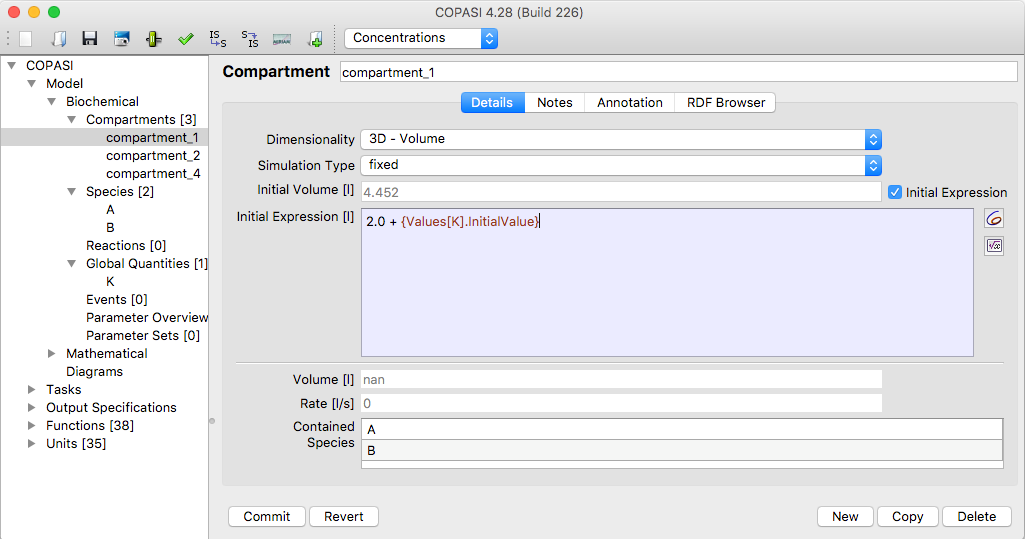 COPASI 4.28 (Build 226)
IS S S IS MIRIAM Concentrations
COPASI
Model
Biochemical
Compartments [3]
compartment_1
compartment_2
compartment_4
Species [2]
A
B
Reactions [0]
Global Quantities [1]
K
Events [0]
Parameter Overview
Parameter Sets [0]
Mathematical
Diagrams
Tasks
Output Specifications
Functions [38]
Units [35]
Compartment compartment_1
Details Notes Annotation RDF Browser
Dimensionality 3D - Volume
Simulation Type fixed
Initial Volume [l] 4.452 Initial Expression
Initial Expression [l] 2.0 + {Values[K].InitialValue}
√x
Volume [l] nan
Rate [l/s] 0
Contained
Species
A
B
Commit Revert New Copy Delete